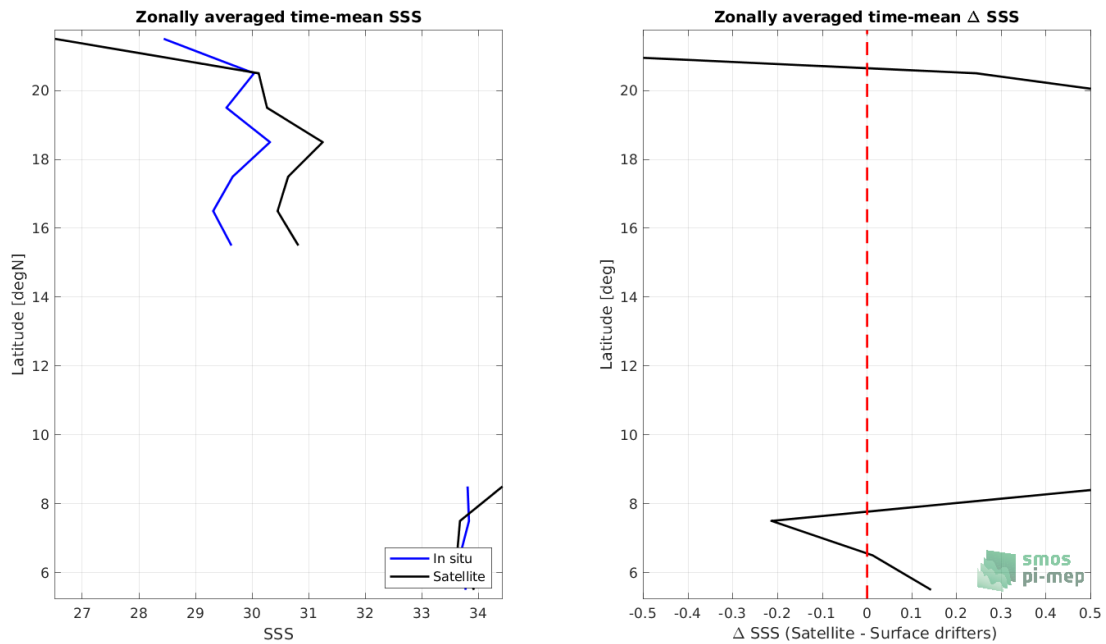 Zonally averaged time-mean SSS
Latitude [degN]
20
18
16
14
12
10
8
6
27 28 29 30 31 32 33 34
SSS
In situ
Satellite
Zonally averaged time-mean Δ SSS
Latitude [deg]
20
18
16
14
12
10
8
6
-0.5 -0.4 -0.3 -0.2 -0.1 0 0.1 0.2 0.3 0.4 0.5
Δ SSS (Satellite - Surface drifters)
smos
pi-mep